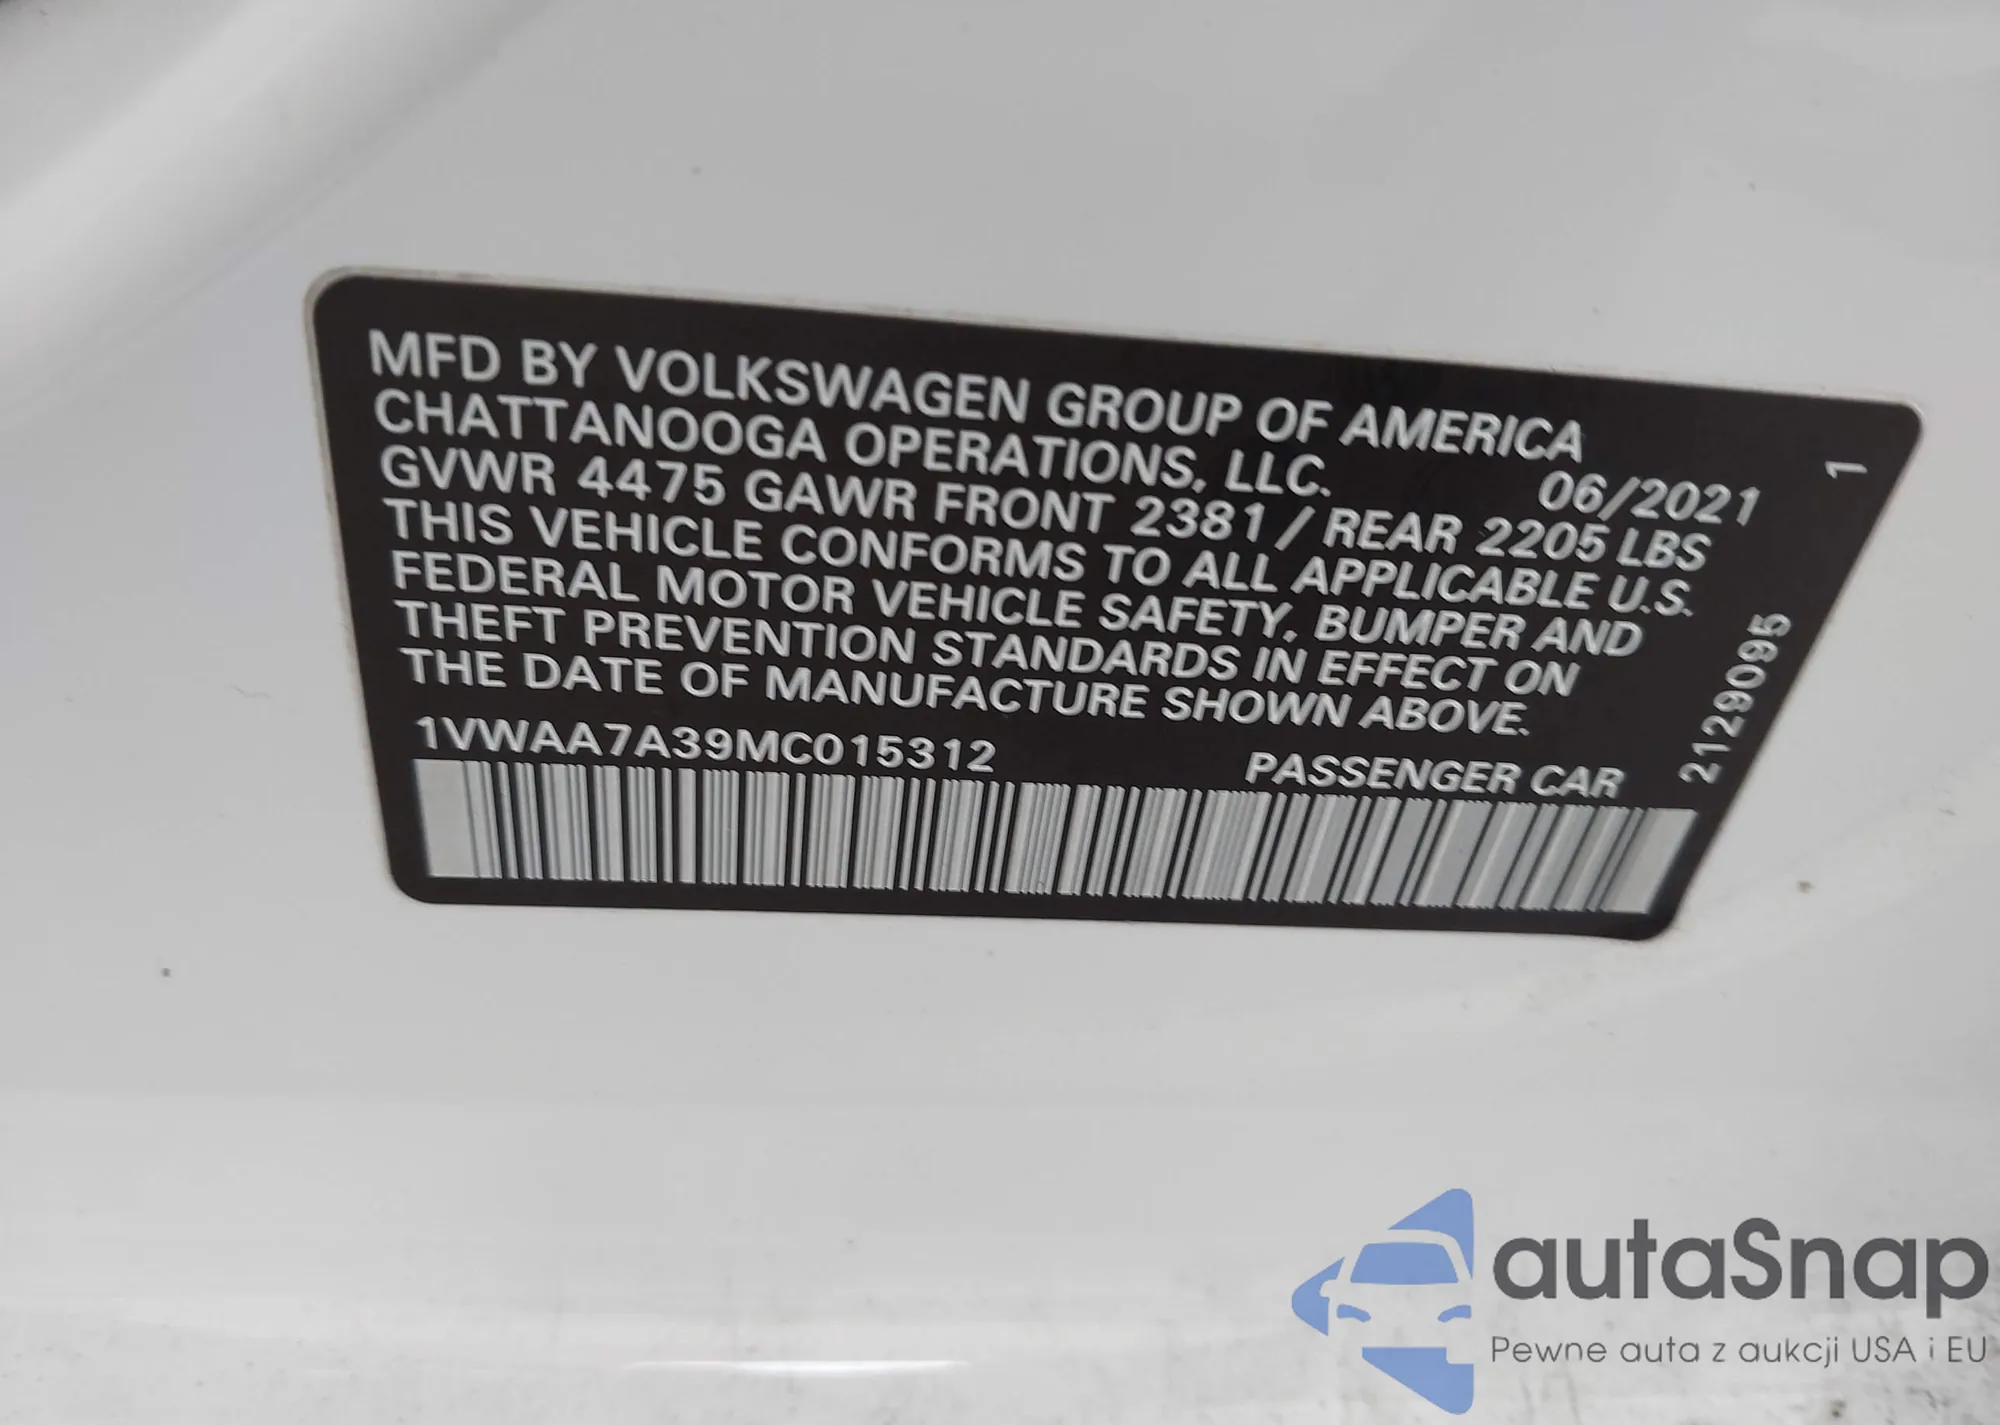 MFD BY VOLKSWAGEN GROUP OF AMERICA
CHATTANOOGA OPERATIONS, LLC. 06/2021 1
GVWR 4475 GAWR FRONT 2381 / REAR 2205 LBS
THIS VEHICLE CONFORMS TO ALL APPLICABLE U.S.
FEDERAL MOTOR VEHICLE SAFETY, BUMPER AND
THEFT PREVENTION STANDARDS IN EFFECT ON
THE DATE OF MANUFACTURE SHOWN ABOVE.
1VWAA7A39MC015312 PASSENGER CAR
2129095
autaSnap
Pewne auta z aukcji USA i EU